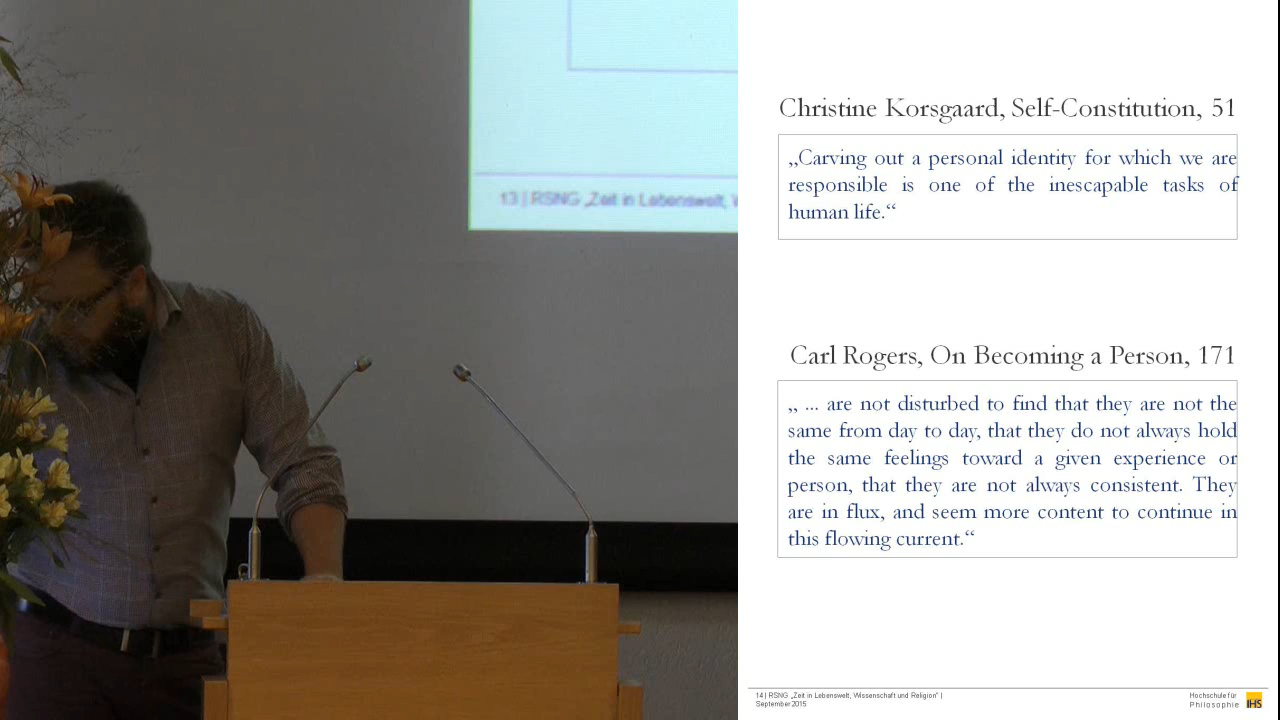 13 | RSNG „Zeit in Lebenswelt,
Christine Korsgaard, Self-Constitution, 51
„Carving out a personal identity for which we are
responsible is one of the inescapable tasks of
human life.“
Carl Rogers, On Becoming a Person, 171
„ ... are not disturbed to find that they are not the
same from day to day, that they do not always hold
the same feelings toward a given experience or
person, that they are not always consistent. They
are in flux, and seem more content to continue in
this flowing current.“
14 | RSNG „Zeit in Lebenswelt, Wissenschaft und Religion“ |
September 2015
Hochschule für
Philosophie
IHS